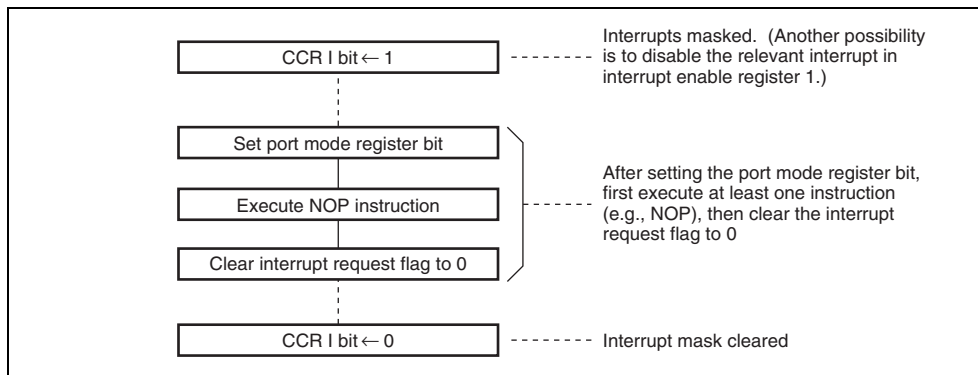 CCR I bit ← 1
Interrupts masked. (Another possibility
is to disable the relevant interrupt in
interrupt enable register 1.)
Set port mode register bit
Execute NOP instruction
Clear interrupt request flag to 0
After setting the port mode register bit,
first execute at least one instruction
(e.g., NOP), then clear the interrupt
request flag to 0
CCR I bit ← 0
Interrupt mask cleared